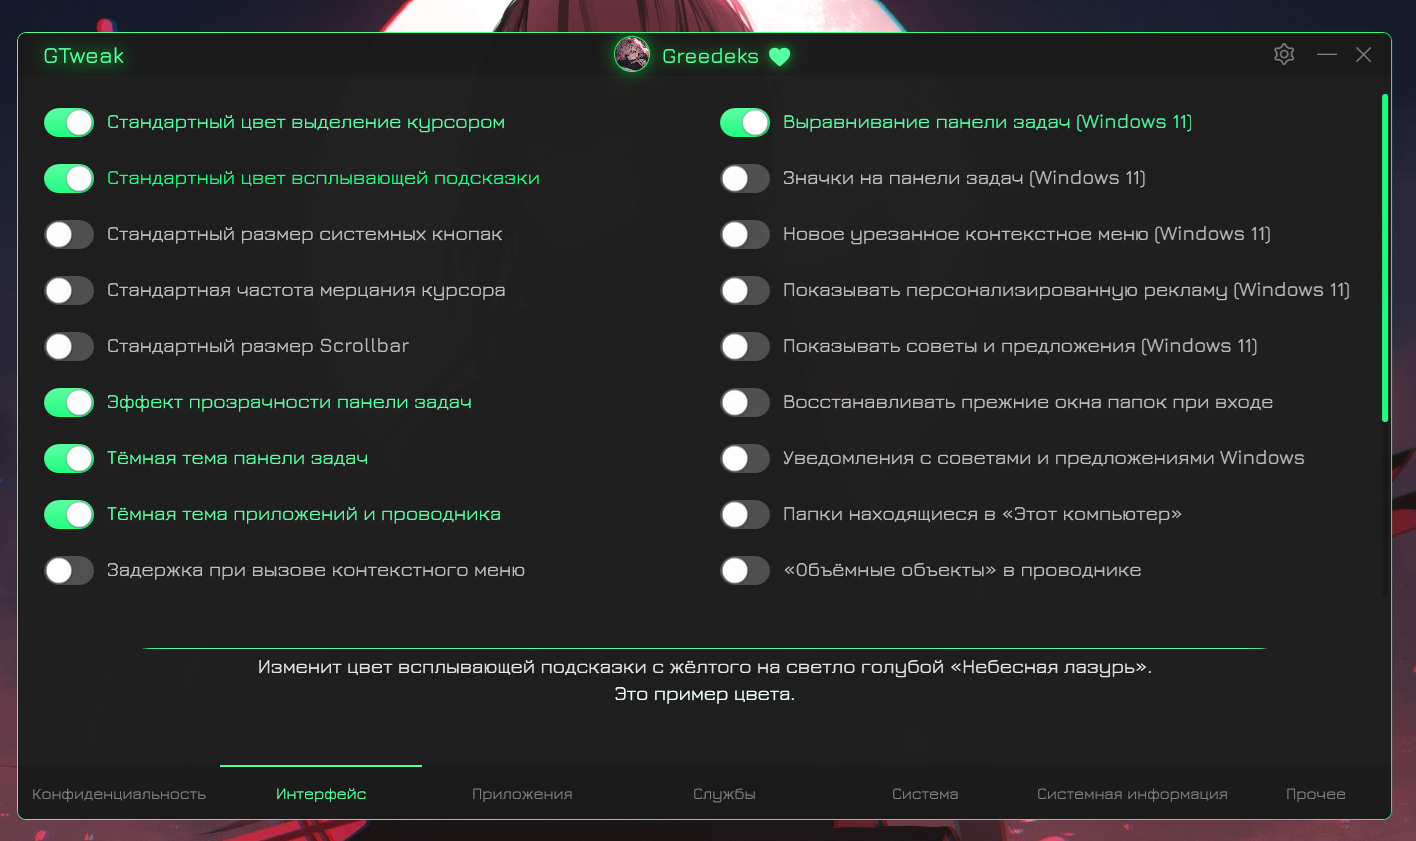 GTweak
Greedeks
Стандартный цвет выделение курсором
Стандартный цвет всплывающей подсказки
Стандартный размер системных кнопак
Стандартная частота мерцания курсора
Стандартный размер Scrollbar
Эффект прозрачности панели задач
Тёмная тема панели задач
Тёмная тема приложений и проводника
Задержка при вызове контекстного меню
Выравнивание панели задач (Windows 11)
Значки на панели задач (Windows 11)
Новое урезанное контекстное меню (Windows 11)
Показывать персонализированную рекламу (Windows 11)
Показывать советы и предложения (Windows 11)
Восстанавливать прежние окна папок при входе
Уведомления с советами и предложениями Windows
Папки находящиеся в «Этот компьютер»
«Объёмные объекты» в проводнике
Изменит цвет всплывающей подсказки с жёлтого на светло голубой «Небесная лазурь».
Это пример цвета.
Конфиденциальность
Интерфейс
Приложения
Службы
Система
Системная информация
Прочее